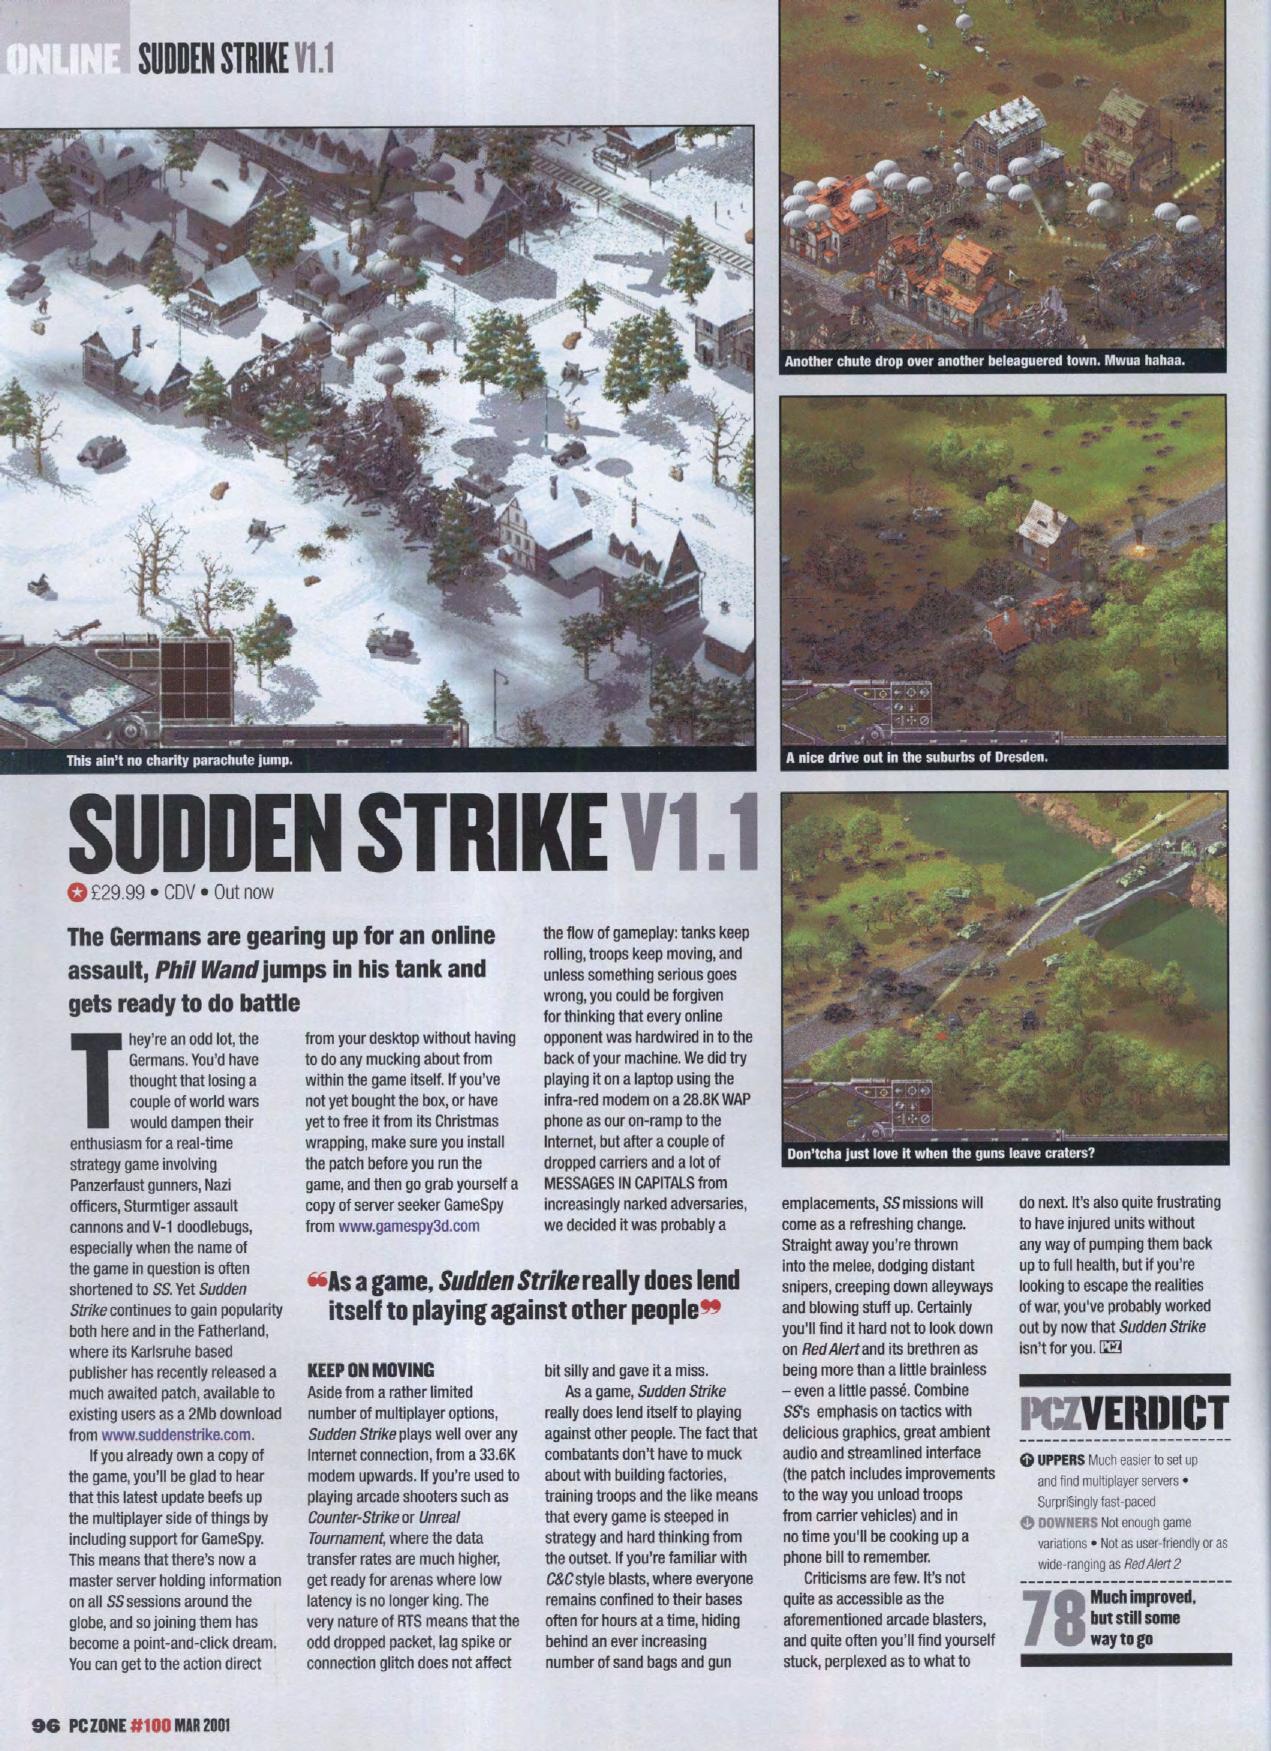 ONLINE SUDDEN STRIKE V1.1
This ain't no charity parachute jump.
Another chute drop over another beleaguered town. Mwua hahaa.
A nice drive out in the suburbs of Dresden.
Don'tcha just love it when the guns leave craters?
SUDDEN STRIKE V1.1
£29.99 • CDV • Out now
The Germans are gearing up for an online
assault, Phil Wand jumps in his tank and
gets ready to do battle
They're an odd lot, the
Germans. You'd have
thought that losing a
couple of world wars
would dampen their
enthusiasm for a real-time
strategy game involving
Panzerfaust gunners, Nazi
officers, Sturmtiger assault
cannons and V-1 doodlebugs,
especially when the name of
the game in question is often
shortened to SS. Yet Sudden
Strike continues to gain popularity
both here and in the Fatherland,
where its Karlsruhe based
publisher has recently released a
much awaited patch, available to
existing users as a 2Mb download
from www.suddenstrike.com.
If you already own a copy of
the game, you'll be glad to hear
that this latest update beefs up
the multiplayer side of things by
including support for GameSpy.
This means that there's now a
master server holding information
on all SS sessions around the
globe, and so joining them has
become a point-and-click dream.
You can get to the action direct
from your desktop without having
to do any mucking about from
within the game itself. If you've
not yet bought the box, or have
yet to free it from its Christmas
wrapping, make sure you install
the patch before you run the
game, and then go grab yourself a
copy of server seeker GameSpy
from www.gamespy3d.com
“As a game, Sudden Strike really does lend
itself to playing against other people”
KEEP ON MOVING
Aside from a rather limited
number of multiplayer options,
Sudden Strike plays well over any
Internet connection, from a 33.6K
modem upwards. If you're used to
playing arcade shooters such as
Counter-Strike or Unreal
Tournament, where the data
transfer rates are much higher,
get ready for arenas where low
latency is no longer king. The
very nature of RTS means that the
odd dropped packet, lag spike or
connection glitch does not affect
the flow of gameplay: tanks keep
rolling, troops keep moving, and
unless something serious goes
wrong, you could be forgiven
for thinking that every online
opponent was hardwired in to the
back of your machine. We did try
playing it on a laptop using the
infra-red modem on a 28.8K WAP
phone as our on-ramp to the
Internet, but after a couple of
dropped carriers and a lot of
MESSAGES IN CAPITALS from
increasingly narked adversaries,
we decided it was probably a
bit silly and gave it a miss.
As a game, Sudden Strike
really does lend itself to playing
against other people. The fact that
combatants don't have to muck
about with building factories,
training troops and the like means
that every game is steeped in
strategy and hard thinking from
the outset. If you're familiar with
C&C style blasts, where everyone
remains confined to their bases
often for hours at a time, hiding
behind an ever increasing
number of sand bags and gun
emplacements, SS missions will
come as a refreshing change.
Straight away you're thrown
into the melee, dodging distant
snipers, creeping down alleyways
and blowing stuff up. Certainly
you'll find it hard not to look down
on Red Alert and its brethren as
being more than a little brainless
– even a little passé. Combine
SS's emphasis on tactics with
delicious graphics, great ambient
audio and streamlined interface
(the patch includes improvements
to the way you unload troops
from carrier vehicles) and in
no time you'll be cooking up a
phone bill to remember.
Criticisms are few. It's not
quite as accessible as the
aforementioned arcade blasters,
and quite often you'll find yourself
stuck, perplexed as to what to
do next. It's also quite frustrating
to have injured units without
any way of pumping them back
up to full health, but if you're
looking to escape the realities
of war, you've probably worked
out by now that Sudden Strike
isn't for you. PCZ
PCZVERDICT
UPPERS Much easier to set up
and find multiplayer servers •
Surpri$ingly fast-paced
DOWNERS Not enough game
variations • Not as user-friendly or as
wide-ranging as Red Alert 2
78 Much improved,
but still some
way to go
96 PCZONE #100 MAR 2001